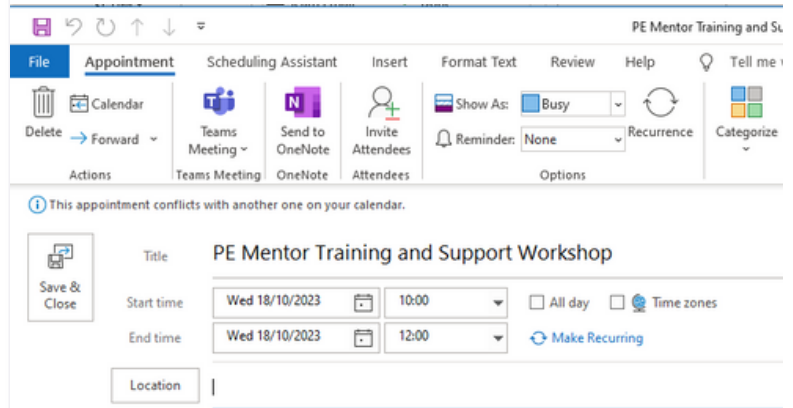 PE Mentor Training and Su
File Appointment Scheduling Assistant Insert Format Text Review Help Tell me
Delete
Calendar
Forward
Actions
Teams
Meeting
Teams Meeting
Send to
OneNote
OneNote
Invite
Attendees
Attendees
Show As: Busy
Reminder: None
Recurrence
Options
Categorize
This appointment conflicts with another one on your calendar.
Save &
Close
Title PE Mentor Training and Support Workshop
Start time Wed 18/10/2023 10:00 All day Time zones
End time Wed 18/10/2023 12:00 Make Recurring
Location